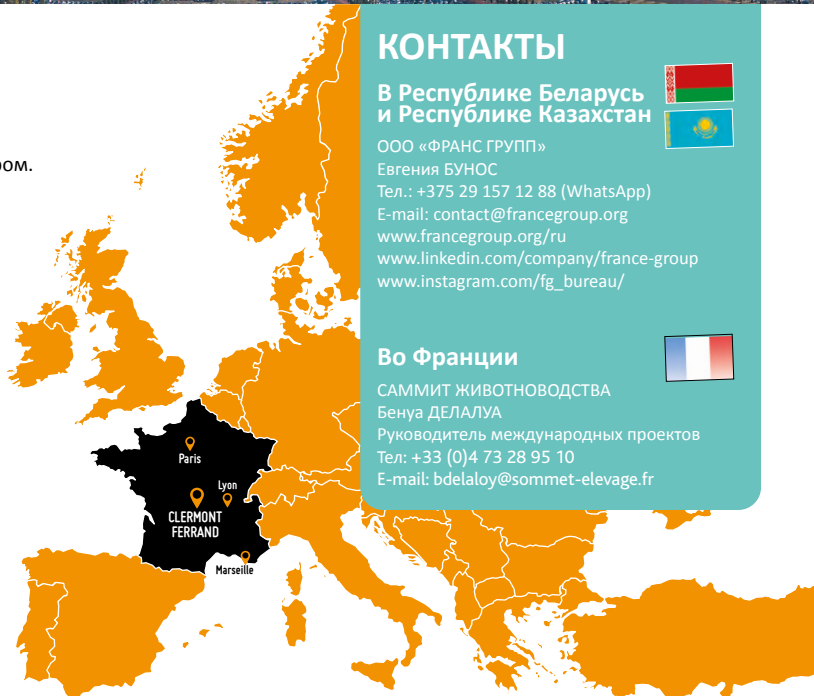 ром.
КОНТАКТЫ
В Республике Беларусь
и Республике Казахстан
ООО «ФРАНС ГРУПП»
Евгения БУНОС
Тел.: +375 29 157 12 88 (WhatsApp)
E-mail: contact@francegroup.org
www.francegroup.org/ru
www.linkedin.com/company/france-group
www.instagram.com/fg_bureau/
Во Франции
САММИТ ЖИВОТНОВОДСТВА
Бенуа ДЕЛАЛУА
Руководитель международных проектов
Тел: +33 (0)4 73 28 95 10
E-mail: bdelaloy@sommet-elevage.fr
Paris
Lyon
CLERMONT
FERRAND
Marseille